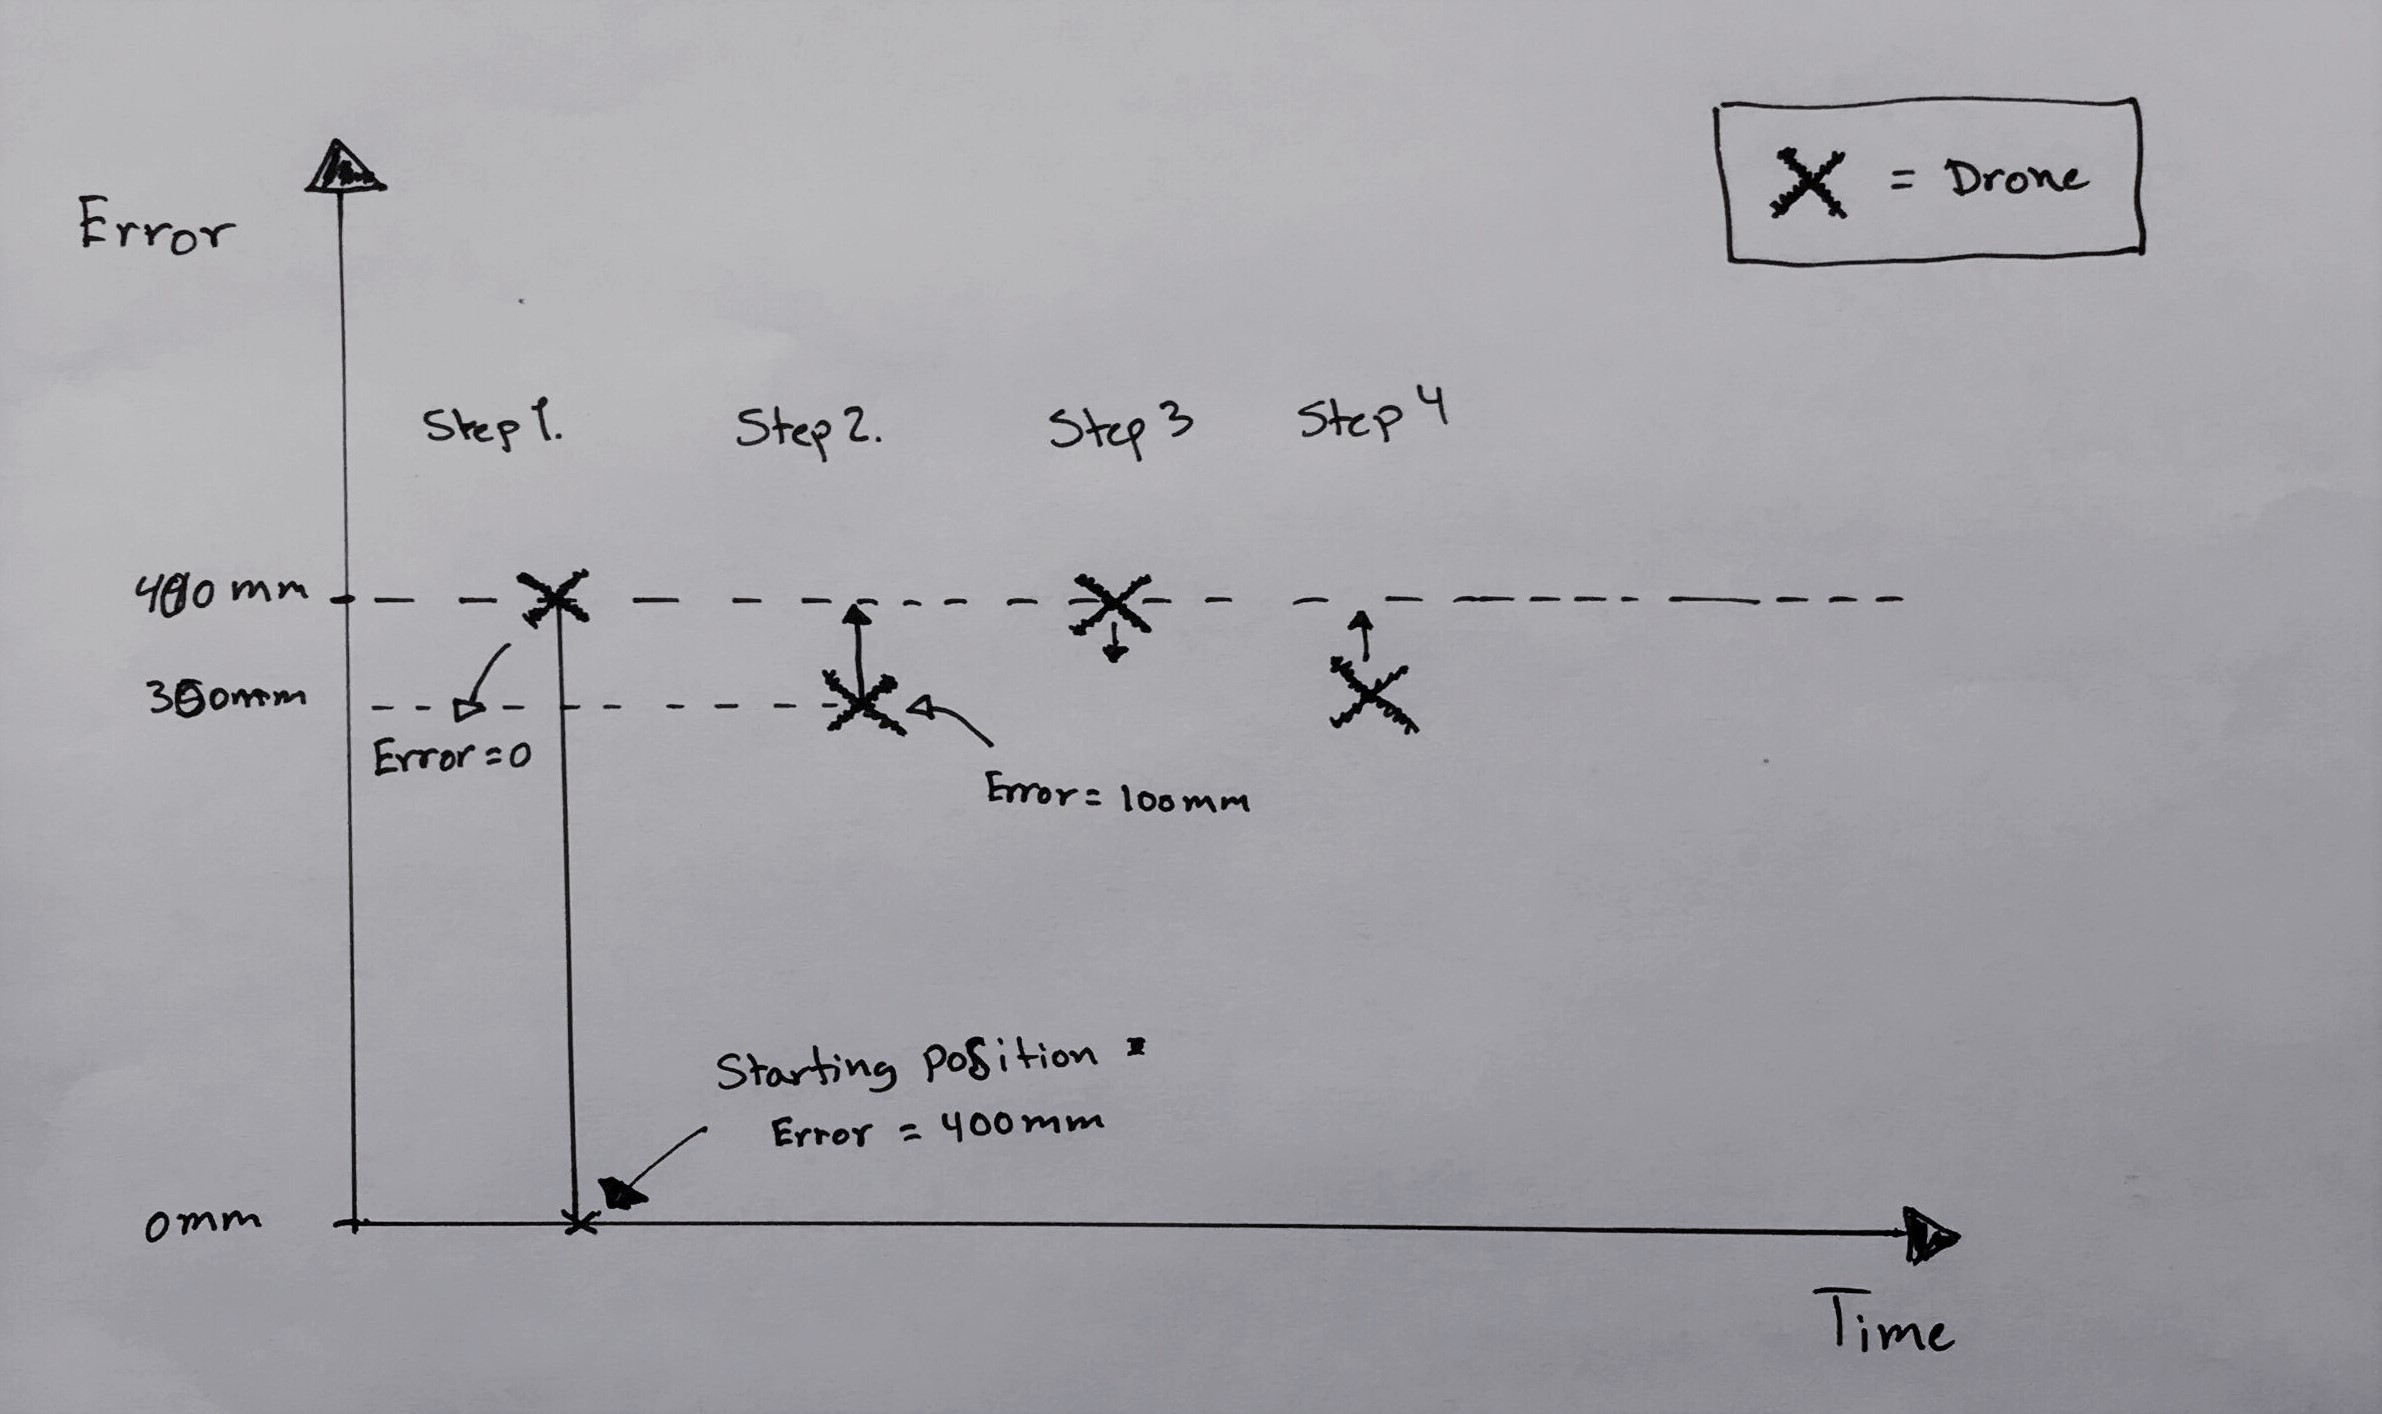 = Drone
Error
Step 1.
Step 2.
Step 3
Step 4
400 mm
300mm
Error = 0
Error = 100mm
Starting Position
Error = 400mm
0mm
Time